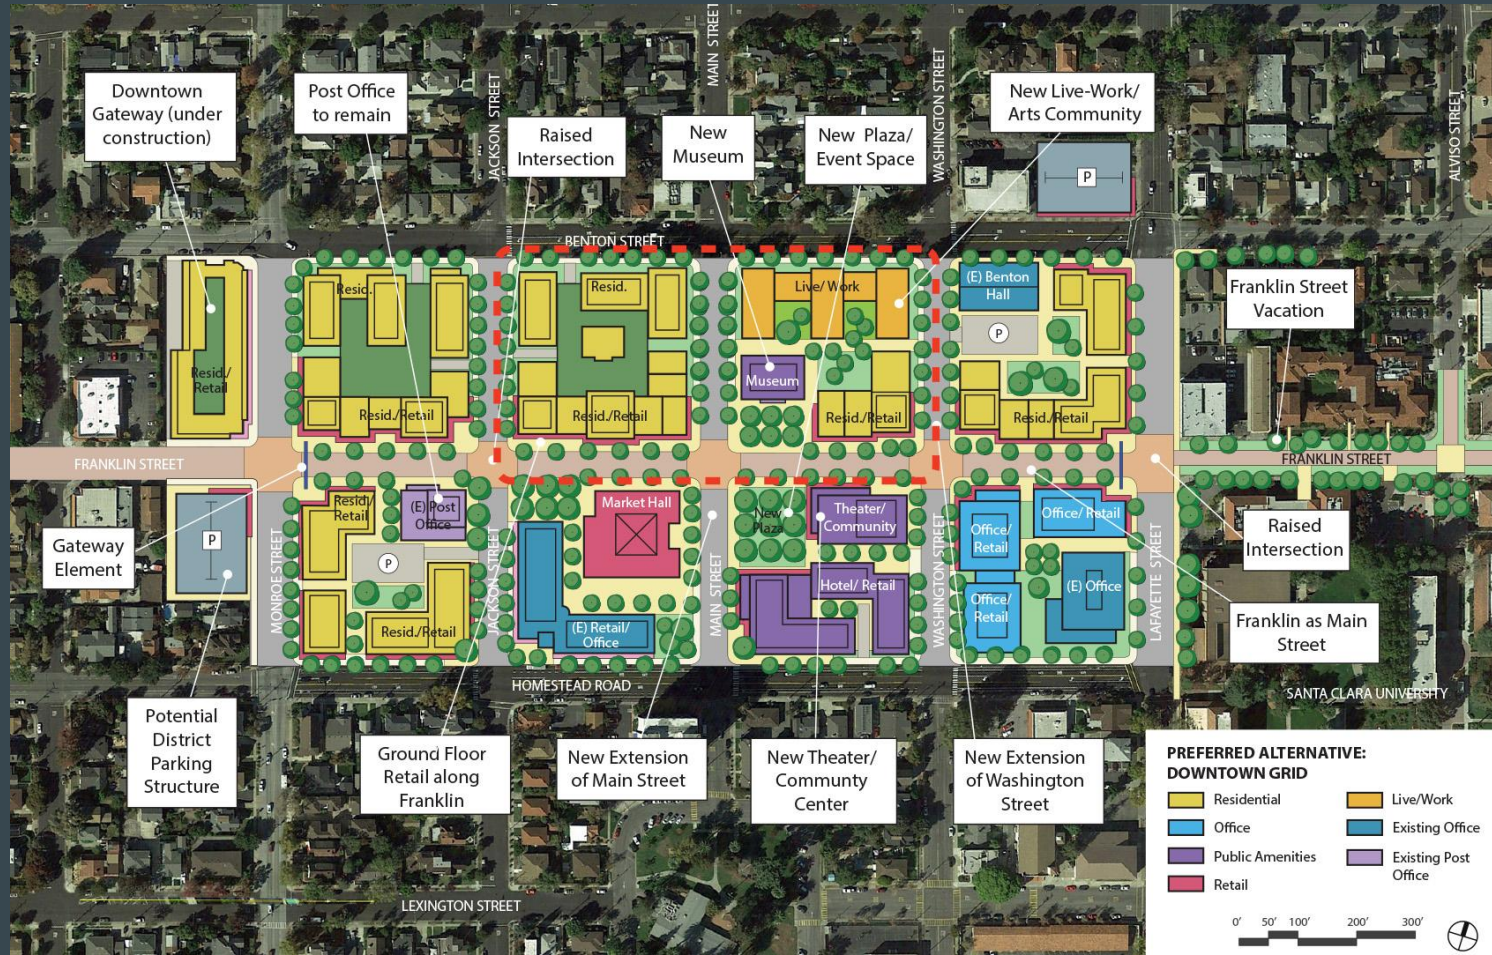 MAIN STREET
JACKSON STREET
WASHINGTON STREET
ALVISO STREET
Downtown
Gateway (under
construction)
Post Office
to remain
Raised
Intersection
New
Museum
New Plaza/
Event Space
New Live-Work/
Arts Community
P
BENTON STREET
Franklin Street
Vacation
Resid.
Resid.
Live/ Work
(E) Benton
Hall
P
Resid./
Retail
Museum
Resid./Retail
Resid./Retail
Resid./Retail
Resid./Retail
FRANKLIN STREET
FRANKLIN STREET
Resid/
Retail
(E) Post
Office
Market Hall
New
Plaza
Theater/
Community
Office/
Retail
Office/ Retail
P
Gateway
Element
Raised
Intersection
MONROE STREET
P
JACKSON STREET
MAIN STREET
Hotel/ Retail
WASHINGTON STREET
Office/
Retail
(E) Office
LAFAYETTE STREET
Resid./Retail
(E) Retail/
Office
Franklin as Main
Street
HOMESTEAD ROAD
SANTA CLARA UNIVERSITY
Potential
District
Parking
Structure
Ground Floor
Retail along
Franklin
New Extension
of Main Street
New Theater/
Communty
Center
New Extension
of Washington
Street
PREFERRED ALTERNATIVE:
DOWNTOWN GRID
Residential
Live/Work
Office
Existing Office
Public Amenities
Existing Post
Office
Retail
LEXINGTON STREET
0' 50' 100' 200' 300'